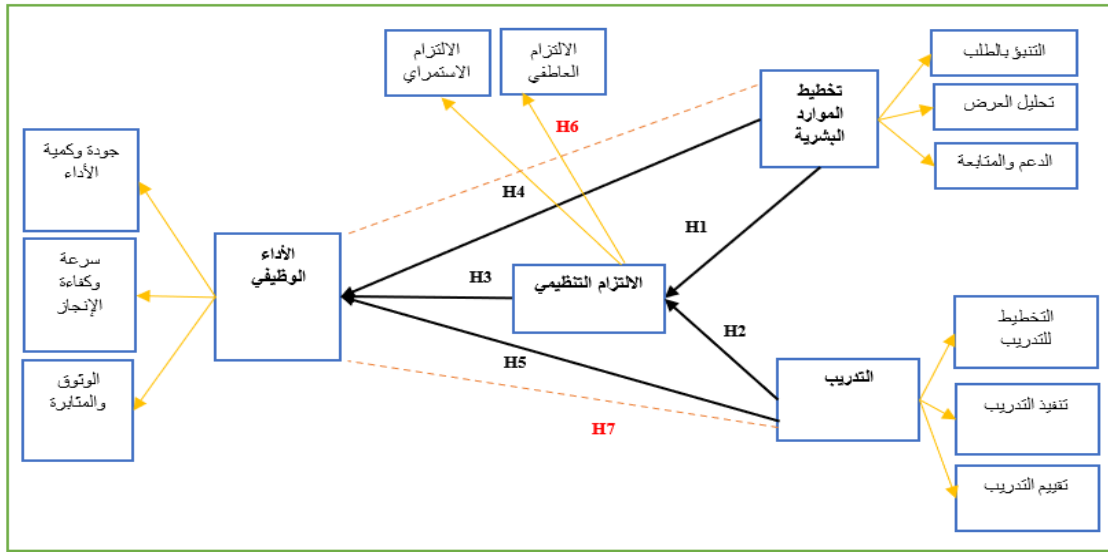 التنبؤ بالطلب
تحليل العرض
الدعم والمتابعة
تخطيط
الموارد
البشرية
الالتزام
العاطفي
الالتزام
الاستمراي
H6
H4
H1
جودة وكمية
الأداء
سرعة
وكفاءة
الإنجاز
الوثوق
والمثابرة
الأداء
الوظيفي
H3
الالتزام التنظيمي
H2
H5
H7
التدريب
التخطيط
للتدريب
تنفيذ التدريب
تقييم التدريب